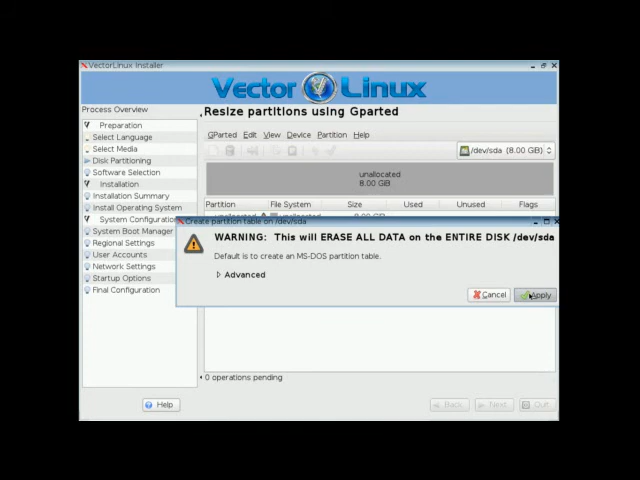 VectorLinux Installer
Vector Linux
Process Overview
Resize partitions using Gparted
Preparation
Select Language
Select Media
Disk Partitioning
Software Selection
Installation
Installation Summary
Install Operating System
System Configuration
System Boot Manager
Regional Settings
User Accounts
Network Settings
Startup Options
Final Configuration
GParted Edit View Device Partition Help
/dev/sda (8.00 GB)
unallocated
8.00 GB
Partition File System Size Used Unused Flags
unallocated unallocated 8.00 GB
Create partition table on /dev/sda
WARNING: This will ERASE ALL DATA on the ENTIRE DISK /dev/sda
Default is to create an MS-DOS partition table.
Advanced
Cancel Apply
0 operations pending
Help Back Next Quit